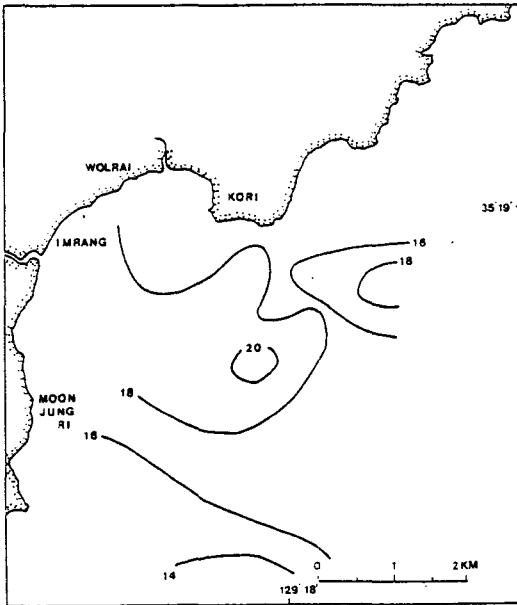 WOLRAI
KORI
35°19'
IMRANG
16
18
20
18
MOON
JUNG
RI
16
14
0 1 2 KM
129°18'